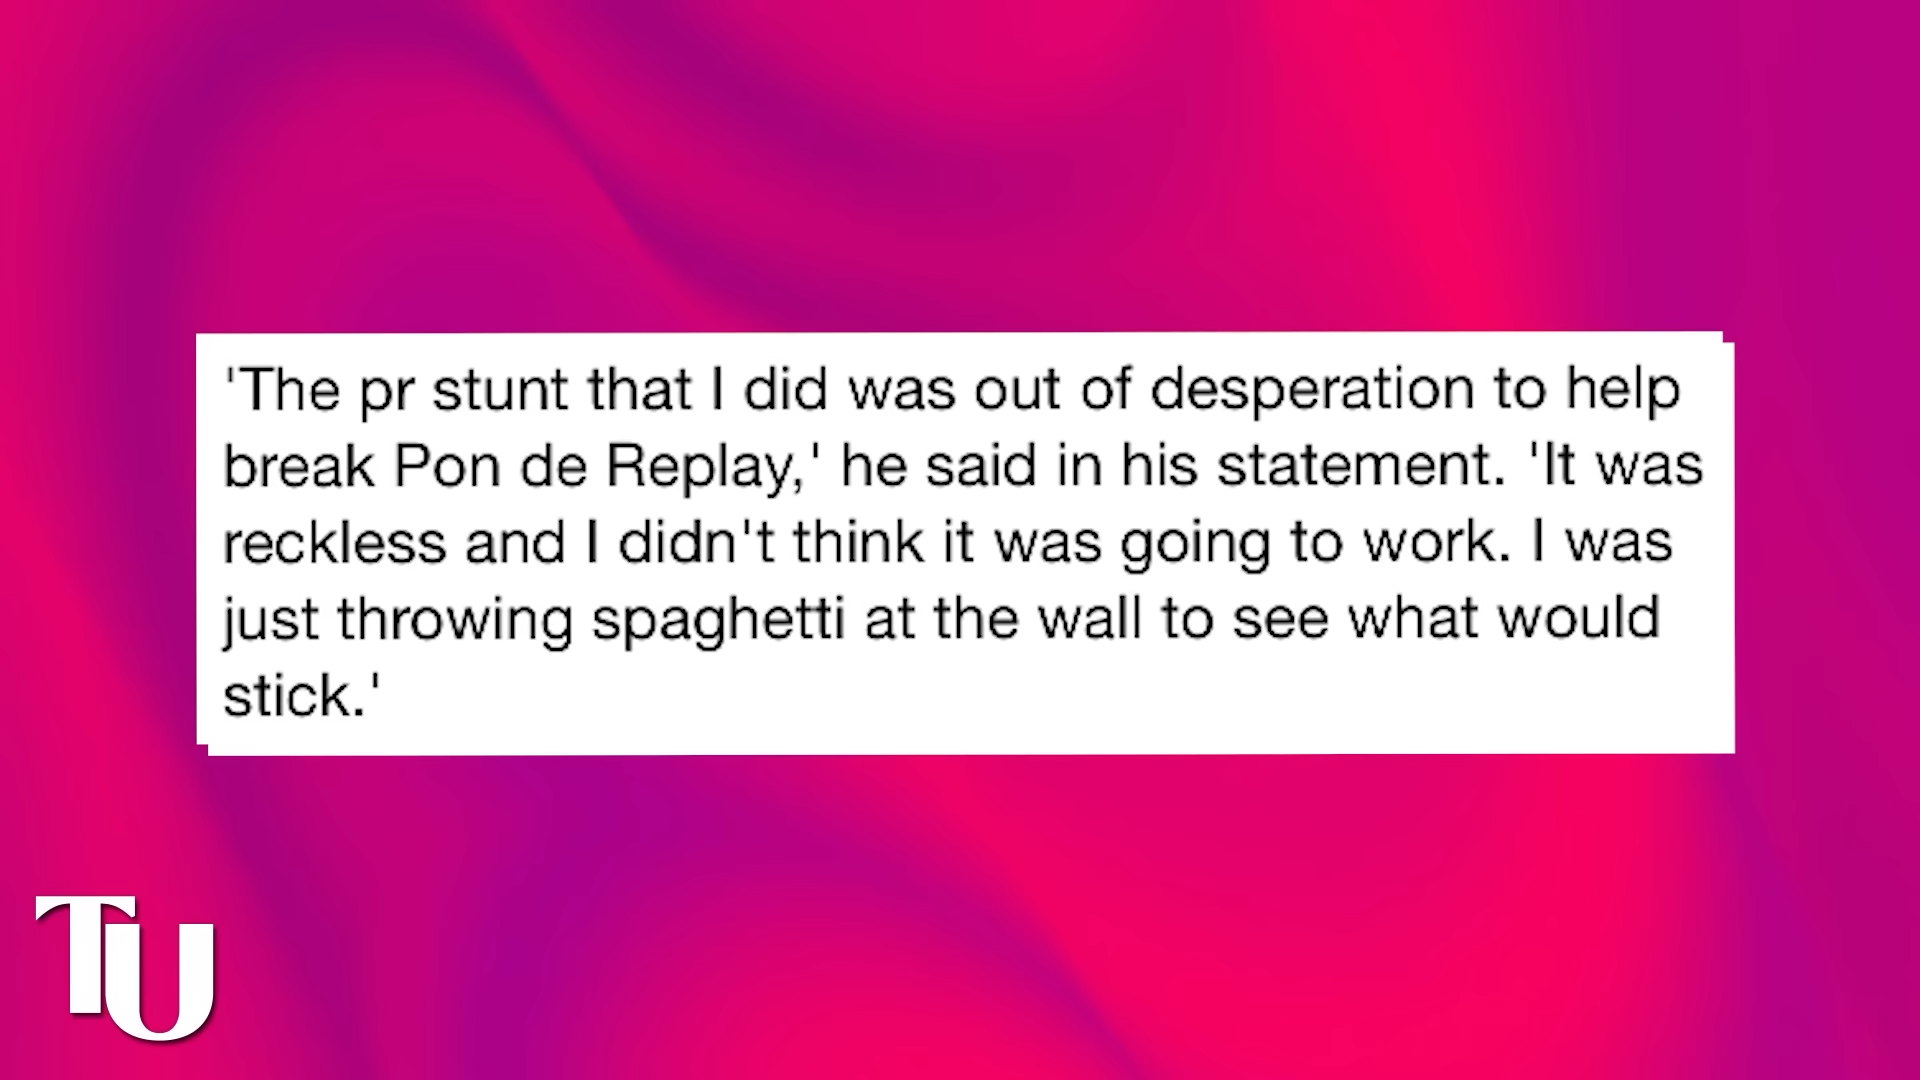 'The pr stunt that I did was out of desperation to help
break Pon de Replay,' he said in his statement. 'It was
reckless and I didn't think it was going to work. I was
just throwing spaghetti at the wall to see what would
stick.'
TU